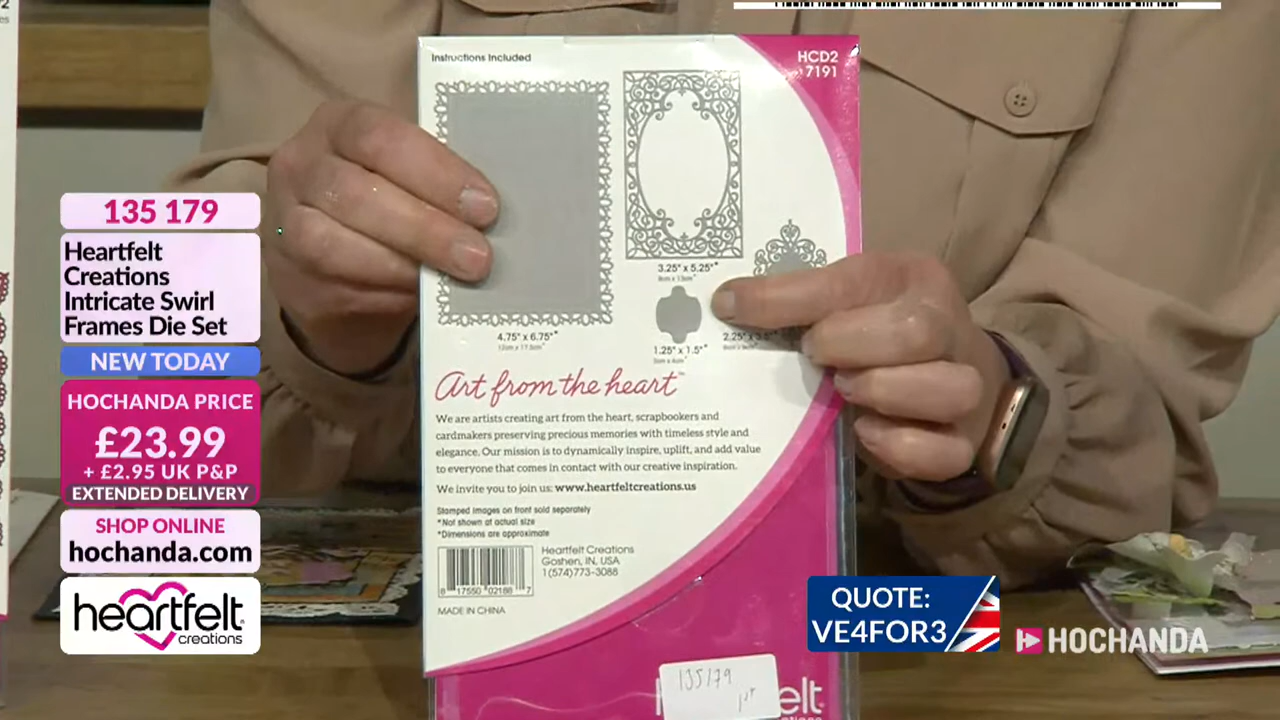 Instructions Included
HCD2
7191
135 179
Heartfelt
Creations
Intricate Swirl
Frames Die Set
NEW TODAY
HOCHANDA PRICE
£23.99
+ £2.95 UK P&P
EXTENDED DELIVERY
SHOP ONLINE
hochanda.com
heartfelt
creations
3.25" x 5.25"*
4.75" x 6.75"*
1.25" x 1.5"*
Art from the heart™
We are artists creating art from the heart, scrapbookers and
cardmakers preserving precious memories with timeless style and
elegance. Our mission is to dynamically inspire, uplift, and add value
to everyone that comes in contact with our creative inspiration.
We invite you to join us: www.heartfeltcreations.us
Stamped images on front sold separately
*Not shown at actual size
*Dimensions are approximate
Heartfelt Creations
Goshen, IN, USA
1(574)773-3088
MADE IN CHINA
135179
QUOTE:
VE4FOR3
HOCHANDA